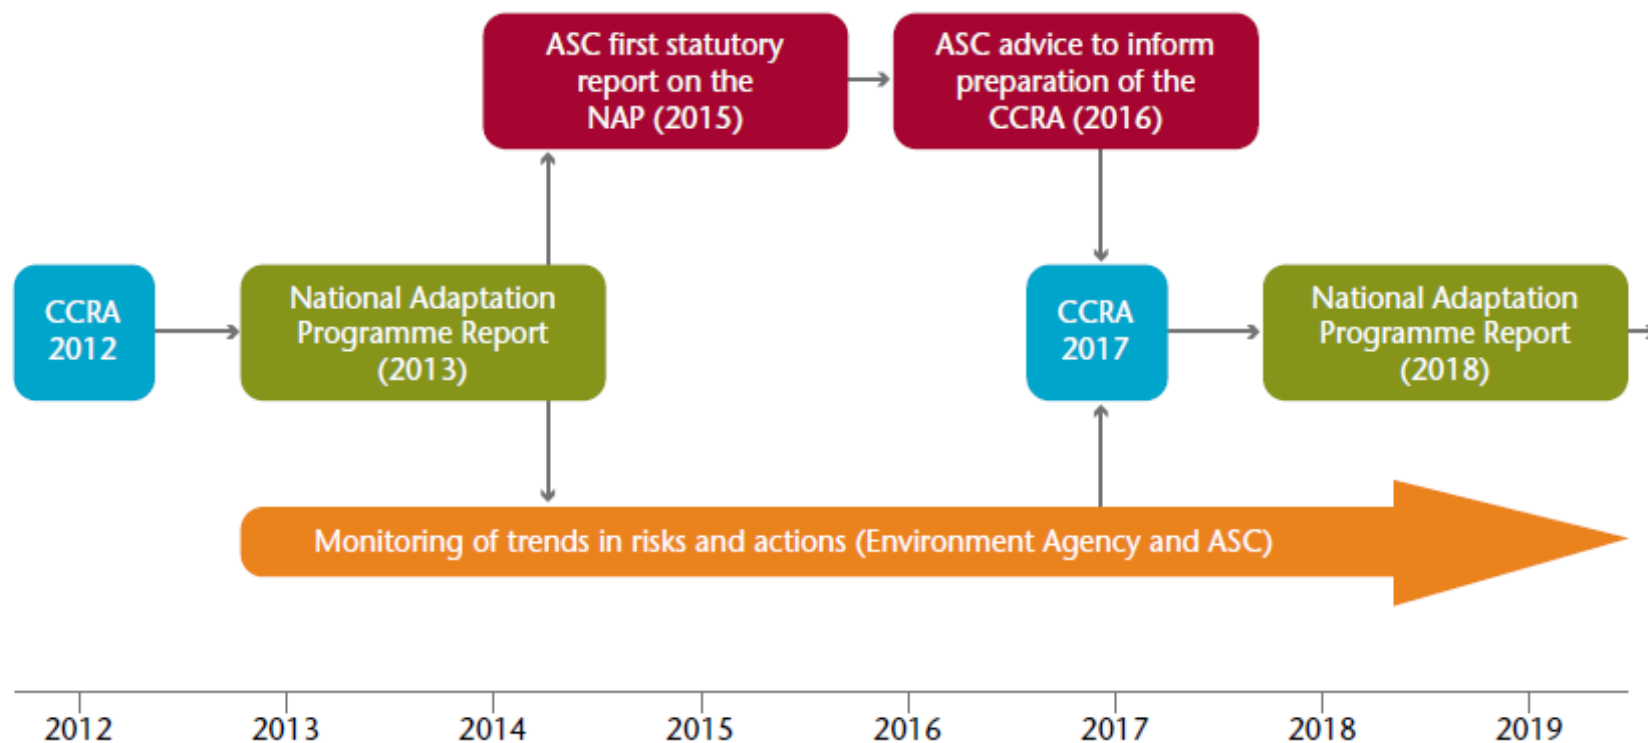 ASC first statutory
report on the
NAP (2015)
ASC advice to inform
preparation of the
CCRA (2016)
CCRA
2012
National Adaptation
Programme Report
(2013)
CCRA
2017
National Adaptation
Programme Report
(2018)
Monitoring of trends in risks and actions (Environment Agency and ASC)
2012 2013 2014 2015 2016 2017 2018 2019